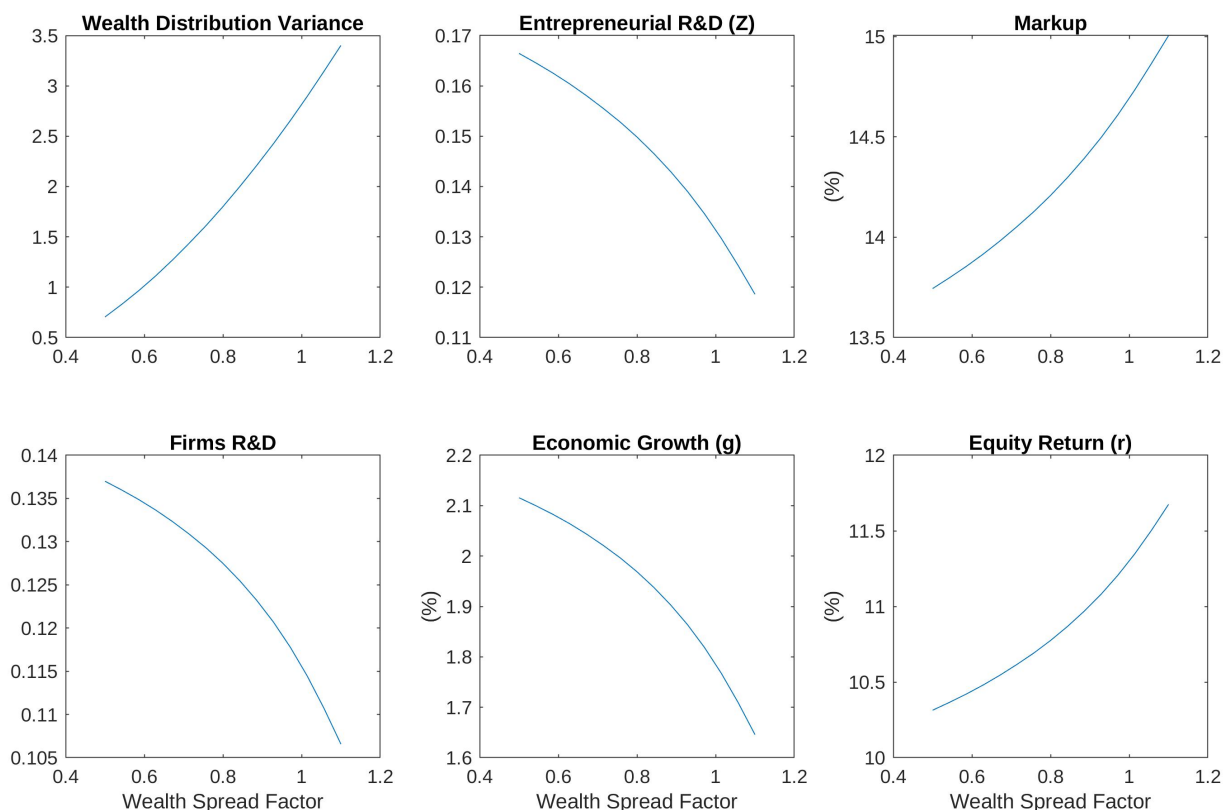 Wealth Distribution Variance
3.5
3
2.5
2
1.5
1
0.5
0.4 0.6 0.8 1 1.2
Entrepreneurial R&D (Z)
0.17
0.16
0.15
0.14
0.13
0.12
0.11
0.4 0.6 0.8 1 1.2
Markup
15
14.5
14
13.5
(%)
0.4 0.6 0.8 1 1.2
Firms R&D
0.14
0.135
0.13
0.125
0.12
0.115
0.11
0.105
0.4 0.6 0.8 1 1.2
Wealth Spread Factor
Economic Growth (g)
2.2
2.1
2
1.9
1.8
1.7
1.6
(%)
0.4 0.6 0.8 1 1.2
Wealth Spread Factor
Equity Return (r)
12
11.5
11
10.5
10
(%)
0.4 0.6 0.8 1 1.2
Wealth Spread Factor